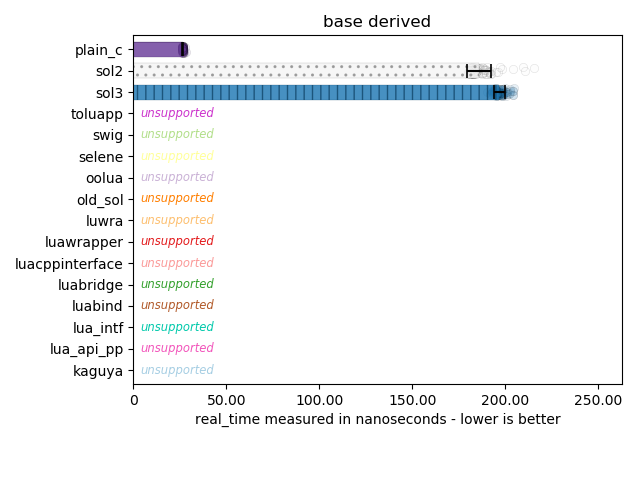 base derived
plain_c
sol2
sol3
toluapp unsupported
swig unsupported
selene unsupported
oolua unsupported
old_sol unsupported
luwra unsupported
luawrapper unsupported
luacppinterface unsupported
luabridge unsupported
luabind unsupported
lua_intf unsupported
lua_api_pp unsupported
kaguya unsupported
0 50.00 100.00 150.00 200.00 250.00
real_time measured in nanoseconds - lower is better